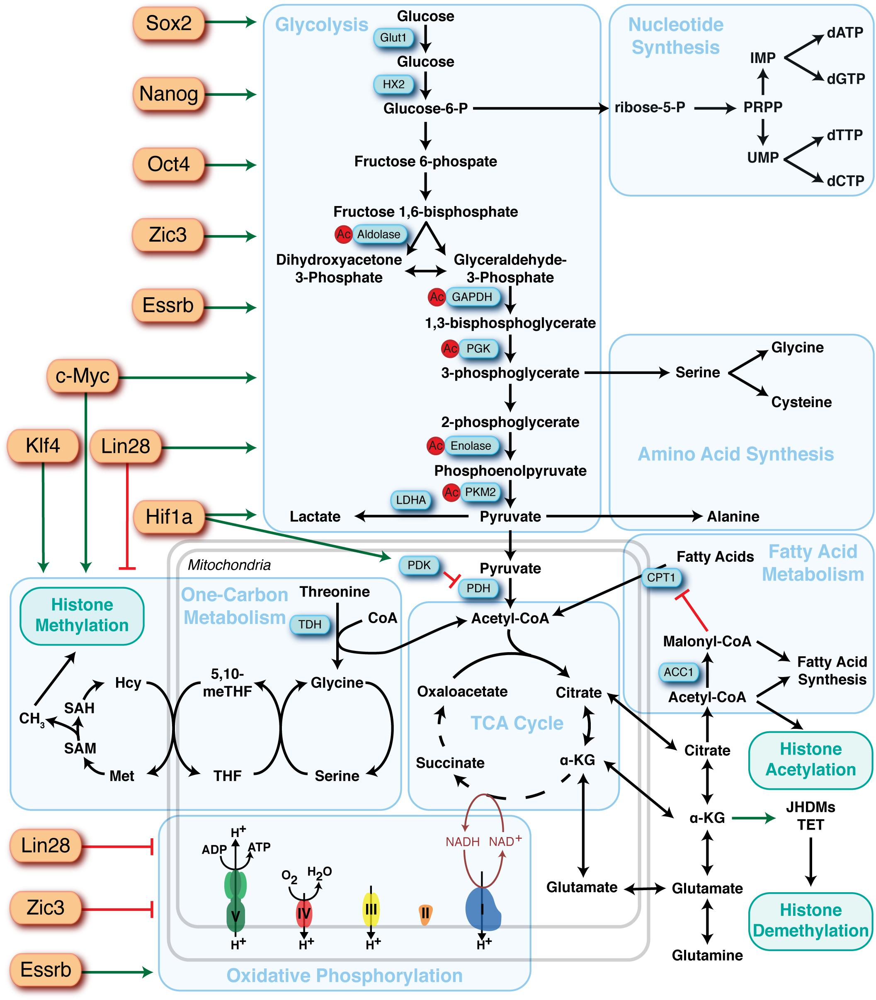 Sox2
Nanog
Oct4
Zic3
Essrb
c-Myc
Klf4
Lin28
Hif1a
Glycolysis
Glucose
Glut1
Glucose
HX2
Glucose-6-P
Fructose 6-phospate
Fructose 1,6-bisphosphate
Ac
Aldolase
Dihydroxyacetone
3-Phosphate
Glyceraldehyde-
3-Phosphate
Ac
GAPDH
1,3-bisphosphoglycerate
Ac
PGK
3-phosphoglycerate
2-phosphoglycerate
Ac
Enolase
Phosphoenolpyruvate
Ac
PKM2
LDHA
Lactate
Pyruvate
Nucleotide
Synthesis
dATP
IMP
dGTP
ribose-5-P
PRPP
dTTP
UMP
dCTP
Glycine
Serine
Cysteine
Amino Acid Synthesis
Alanine
Mitochondria
PDK
Pyruvate
PDH
Fatty Acids
Fatty Acid
Metabolism
CPT1
Malonyl-CoA
ACC1
Fatty Acid
Synthesis
Acetyl-CoA
Histone
Methylation
One-Carbon
Metabolism
Threonine
TDH
CoA
Hcy
5,10-
meTHF
Glycine
SAH
CH3
SAM
Met
THF
Serine
Acetyl-CoA
Oxaloacetate
Citrate
TCA Cycle
Succinate
α-KG
Citrate
Histone
Acetylation
α-KG
JHDMs
TET
Glutamate
Glutamate
Histone
Demethylation
Glutamine
Lin28
Zic3
Essrb
H+
ADP
ATP
O2
H2O
NADH
NAD+
V
IV
III
II
I
H+
H+
H+
H+
Oxidative Phosphorylation